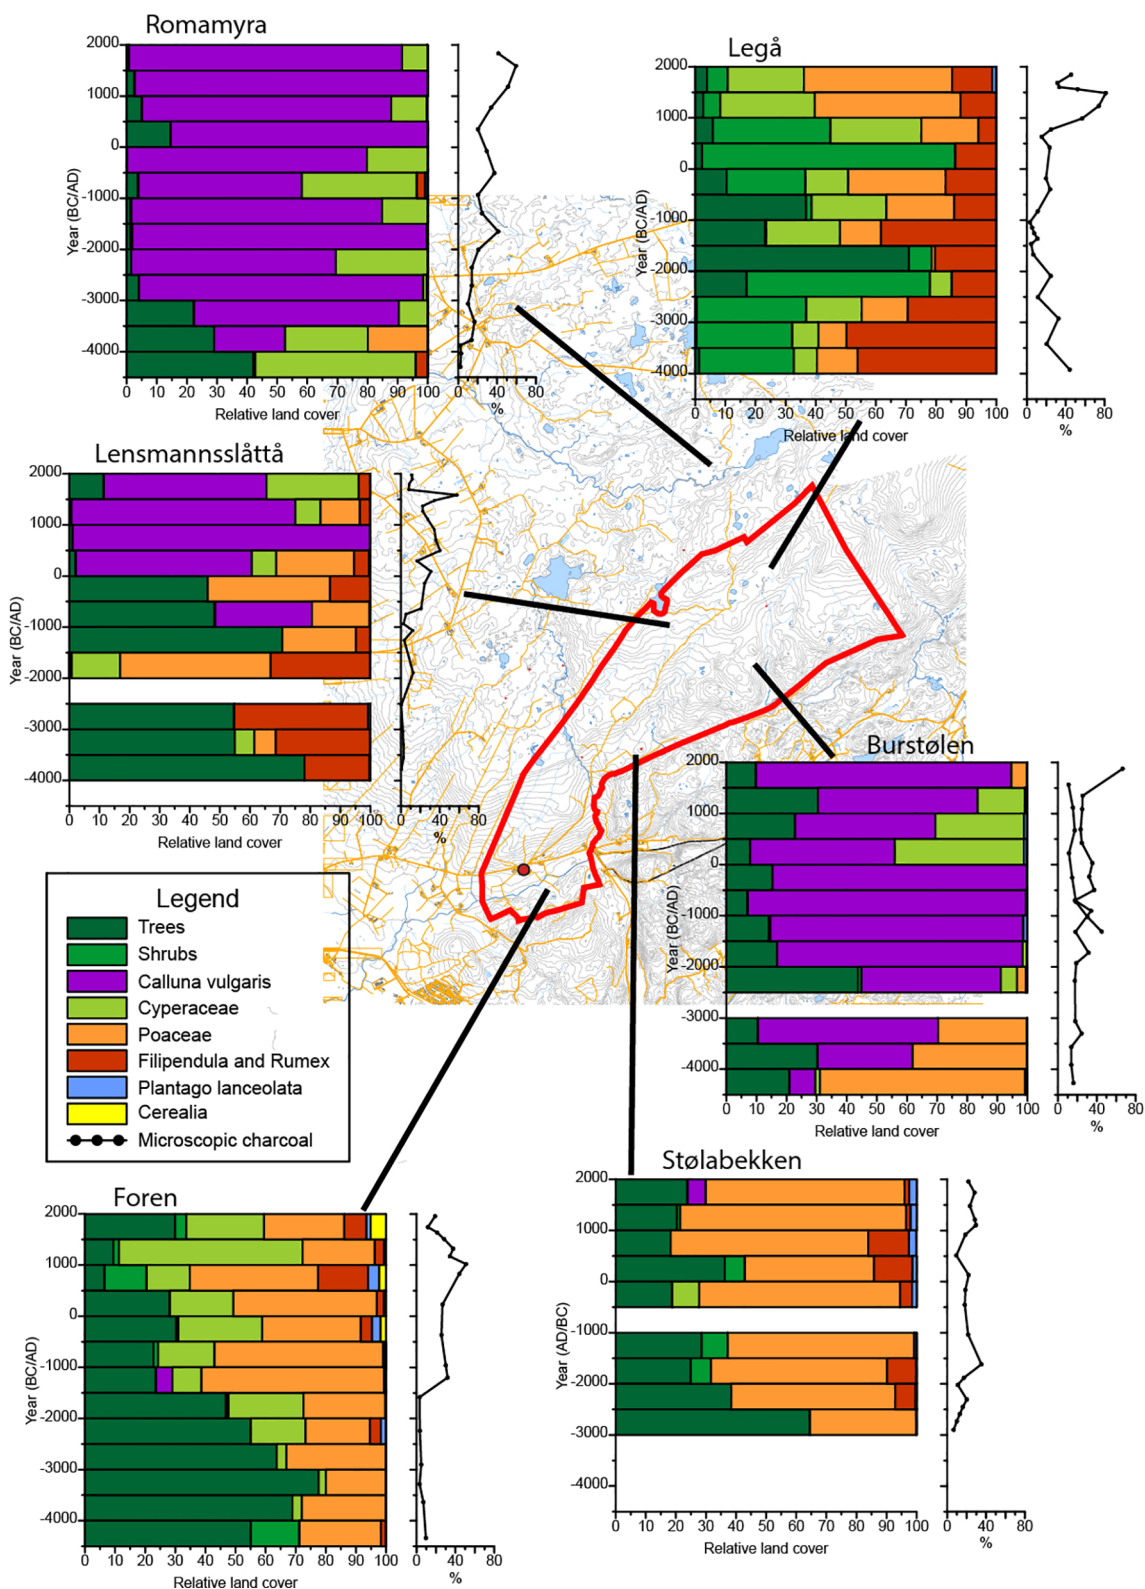 Romamyra
2000
1000
0
-1000
-2000
-3000
-4000
Year (BC/AD)
0 10 20 30 40 50 60 70 80 90 100
Relative land cover
0 40 80
%
Legå
2000
1000
0
-1000
-2000
-3000
-4000
Year (BC/AD)
0 10 20 30 40 50 60 70 80 90 100
Relative land cover
0 40 80
%
Lensmannsslåttå
2000
1000
0
-1000
-2000
-3000
-4000
Year (BC/AD)
0 10 20 30 40 50 60 70 80 90 100
Relative land cover
0 40 80
%
Burstølen
2000
1000
0
-1000
-2000
-3000
-4000
Year (BC/AD)
0 10 20 30 40 50 60 70 80 90 100
Relative land cover
0 40 80
%
Legend
Trees
Shrubs
Calluna vulgaris
Cyperaceae
Poaceae
Filipendula and Rumex
Plantago lanceolata
Cerealia
Microscopic charcoal
Foren
2000
1000
0
-1000
-2000
-3000
-4000
Year (BC/AD)
0 10 20 30 40 50 60 70 80 90 100
Relative land cover
0 40 80
%
Stølabekken
2000
1000
0
-1000
-2000
-3000
-4000
Year (AD/BC)
0 10 20 30 40 50 60 70 80 90 100
Relative land cover
0 40 80
%